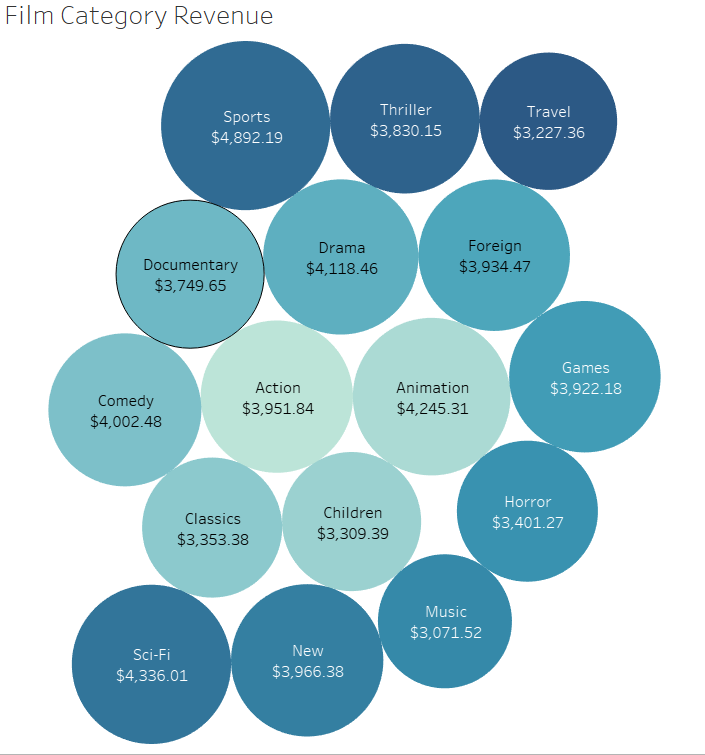 Film Category Revenue
Sports
$4,892.19
Thriller
$3,830.15
Travel
$3,227.36
Documentary
$3,749.65
Drama
$4,118.46
Foreign
$3,934.47
Comedy
$4,002.48
Action
$3,951.84
Animation
$4,245.31
Games
$3,922.18
Classics
$3,353.38
Children
$3,309.39
Horror
$3,401.27
Sci-Fi
$4,336.01
New
$3,966.38
Music
$3,071.52